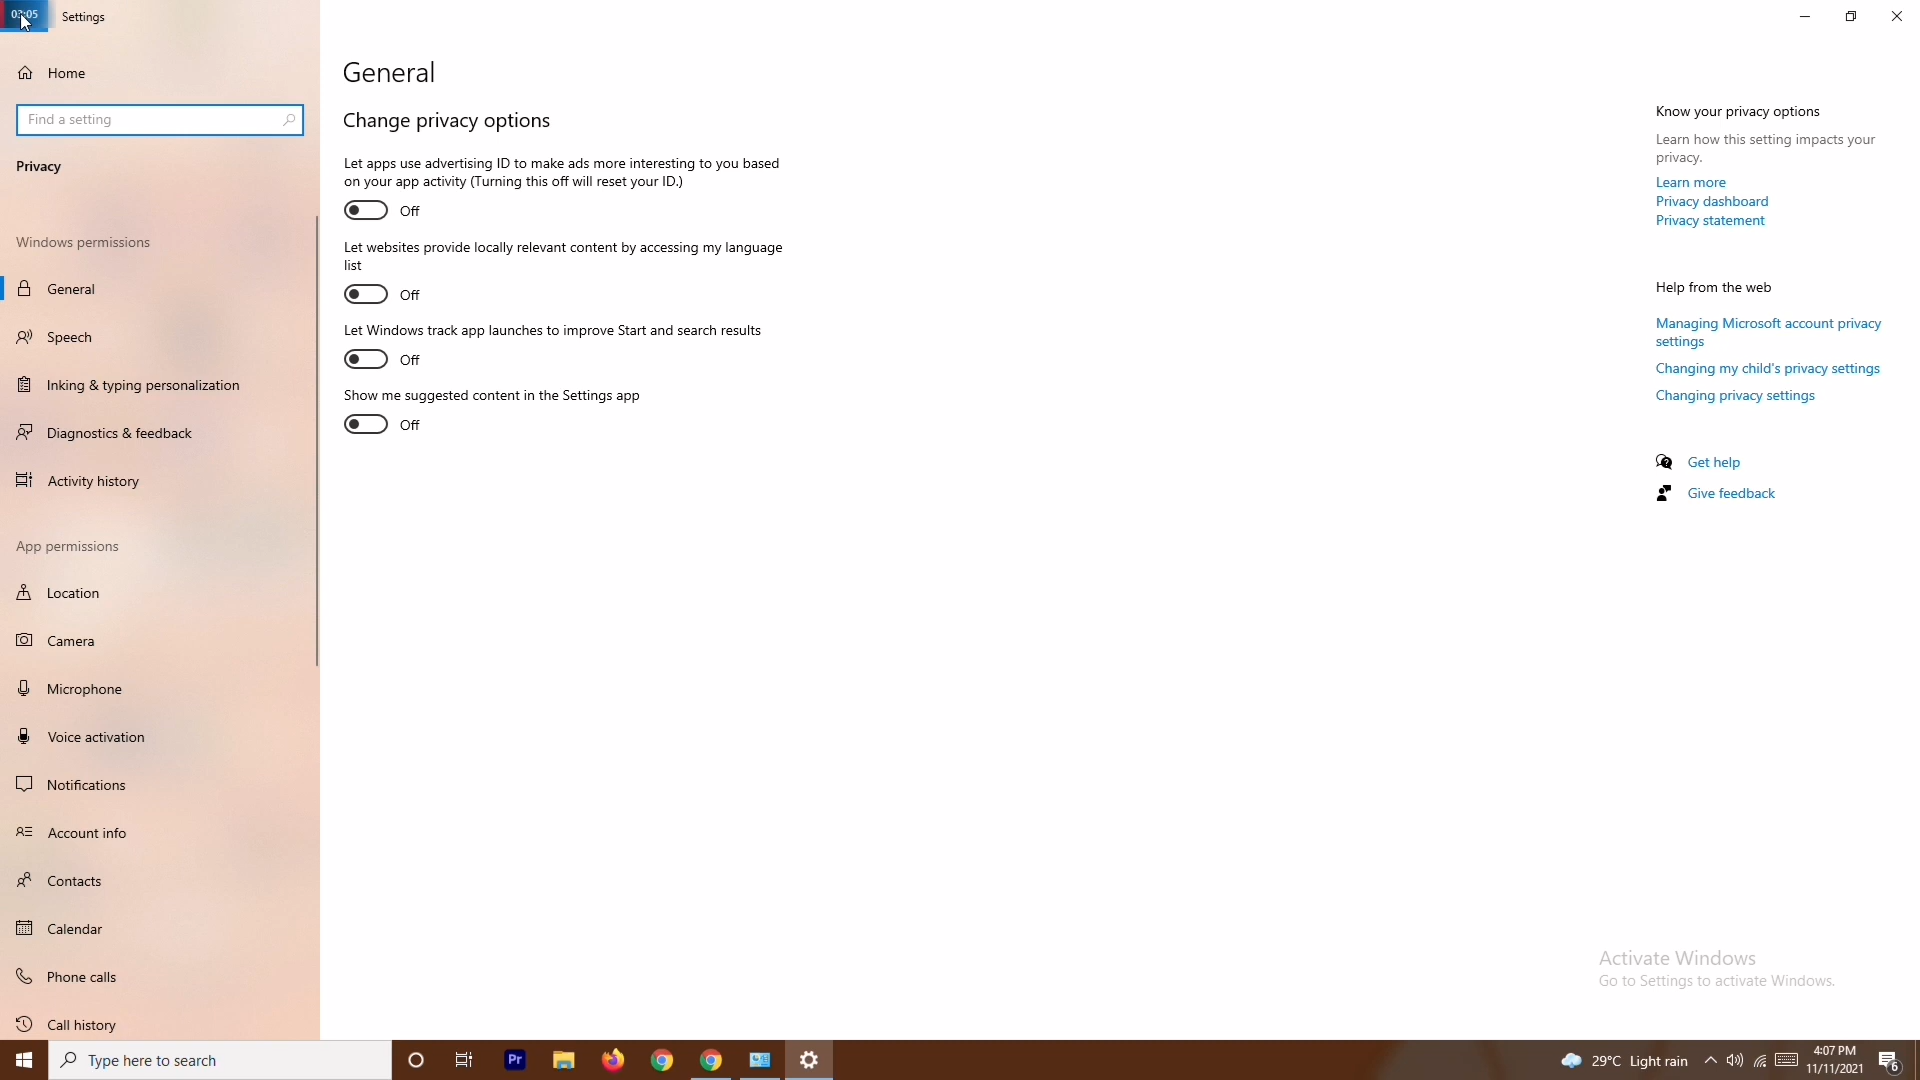 03:05
Settings
Home
Find a setting
Privacy
Windows permissions
General
Speech
Inking & typing personalization
Diagnostics & feedback
Activity history
App permissions
Location
Camera
Microphone
Voice activation
Notifications
Account info
Contacts
Calendar
Phone calls
Call history
General
Change privacy options
Let apps use advertising ID to make ads more interesting to you based
on your app activity (Turning this off will reset your ID.)
Off
Let websites provide locally relevant content by accessing my language
list
Off
Let Windows track app launches to improve Start and search results
Off
Show me suggested content in the Settings app
Off
Know your privacy options
Learn how this setting impacts your
privacy.
Learn more
Privacy dashboard
Privacy statement
Help from the web
Managing Microsoft account privacy
settings
Changing my child's privacy settings
Changing privacy settings
Get help
Give feedback
Activate Windows
Go to Settings to activate Windows.
Type here to search
Pr
29°C Light rain
4:07 PM
11/11/2021
6